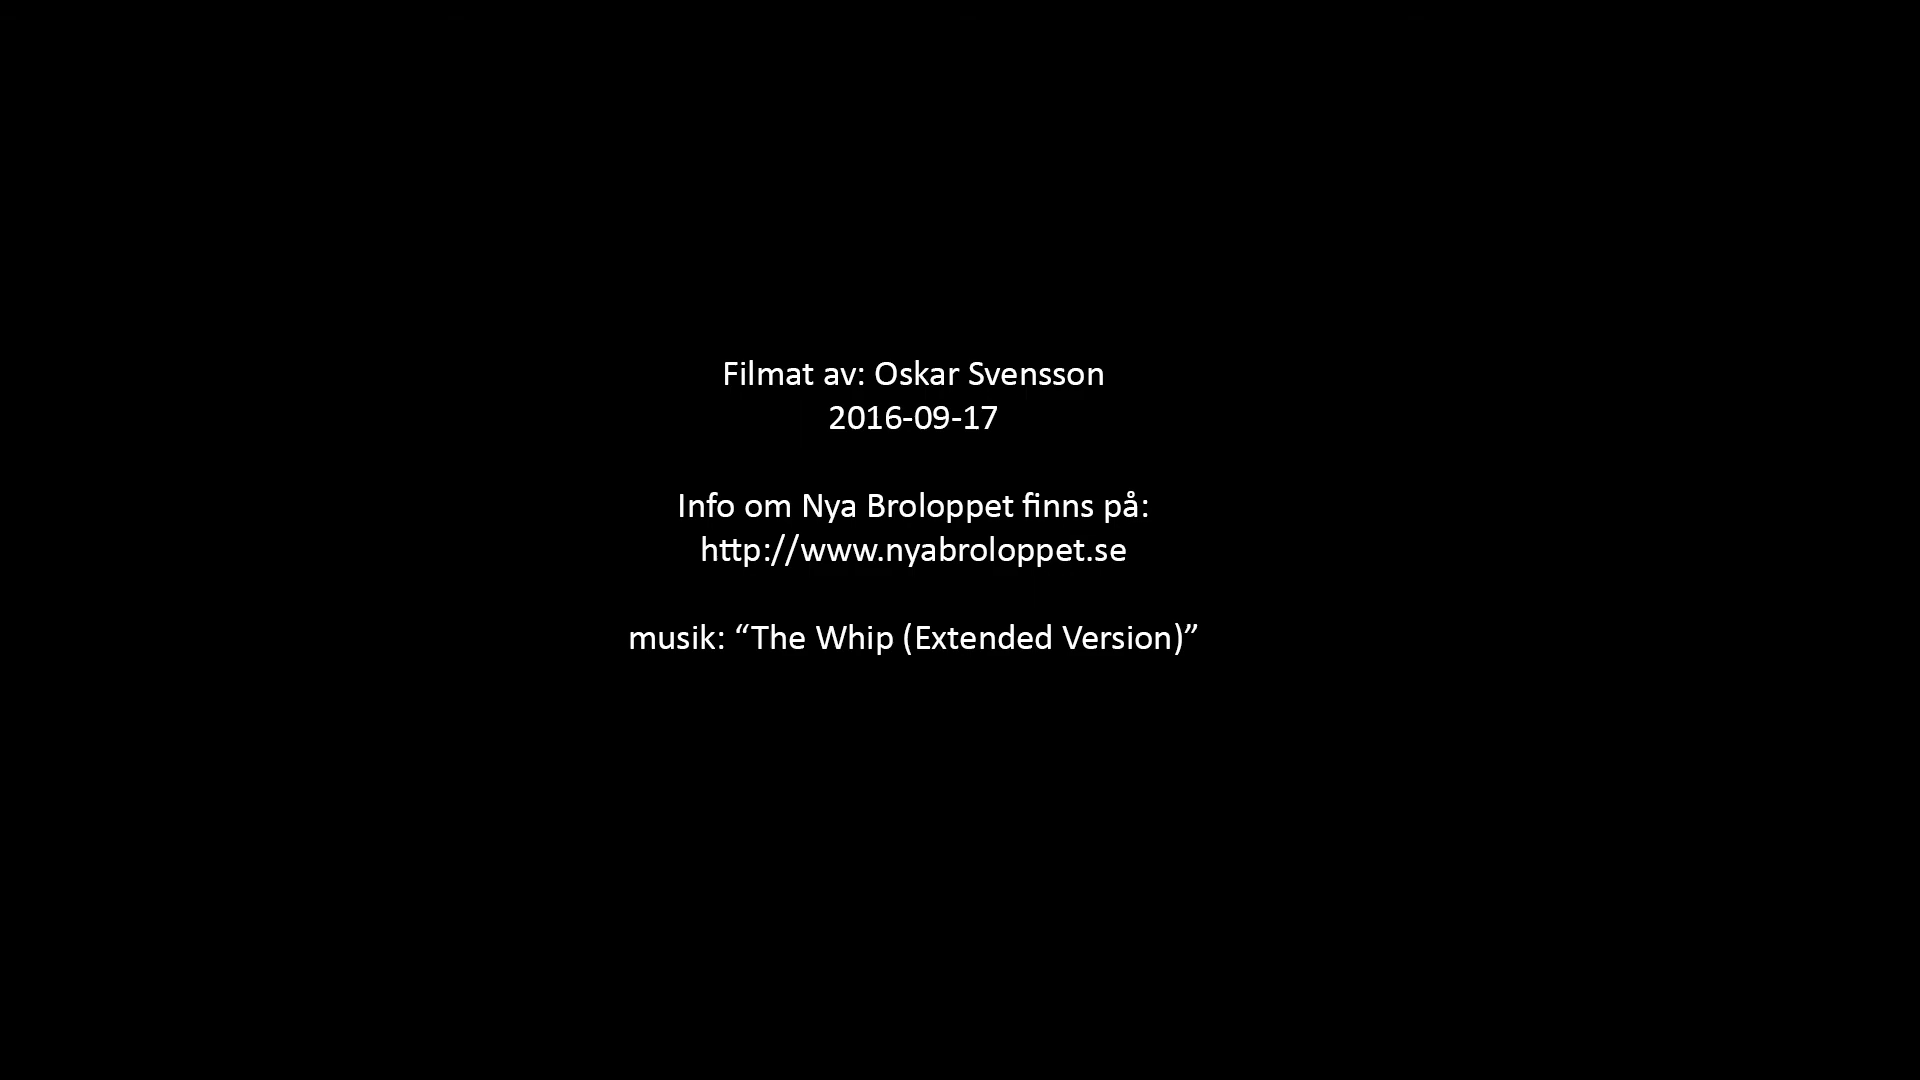 Filmat av: Oskar Svensson
2016-09-17
Info om Nya Broloppet finns på:
http://www.nyabroloppet.se
musik: “The Whip (Extended Version)”